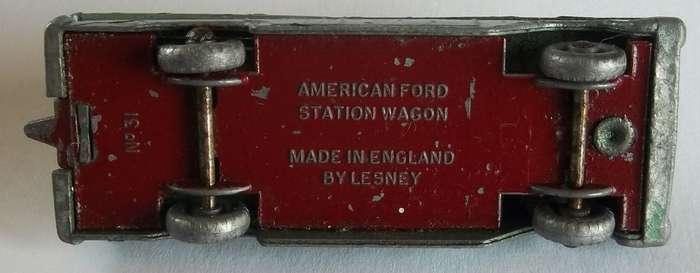 AMERICAN FORD
STATION WAGON
MADE IN ENGLAND
BY LESNEY
No 31